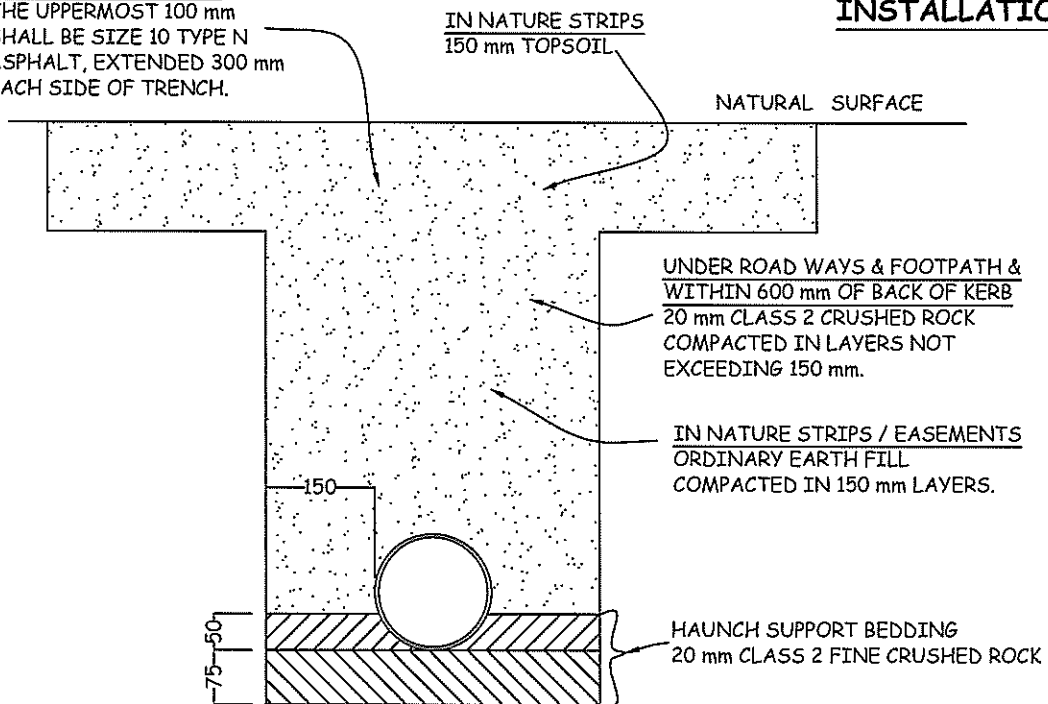 THE UPPERMOST 100 mm
SHALL BE SIZE 10 TYPE N
ASPHALT, EXTENDED 300 mm
EACH SIDE OF TRENCH.
IN NATURE STRIPS
150 mm TOPSOIL
INSTALLATIO
NATURAL SURFACE
UNDER ROAD WAYS & FOOTPATH &
WITHIN 600 mm OF BACK OF KERB
20 mm CLASS 2 CRUSHED ROCK
COMPACTED IN LAYERS NOT
EXCEEDING 150 mm.
IN NATURE STRIPS / EASEMENTS
ORDINARY EARTH FILL
COMPACTED IN 150 mm LAYERS.
150
50
75
HAUNCH SUPPORT BEDDING
20 mm CLASS 2 FINE CRUSHED ROCK